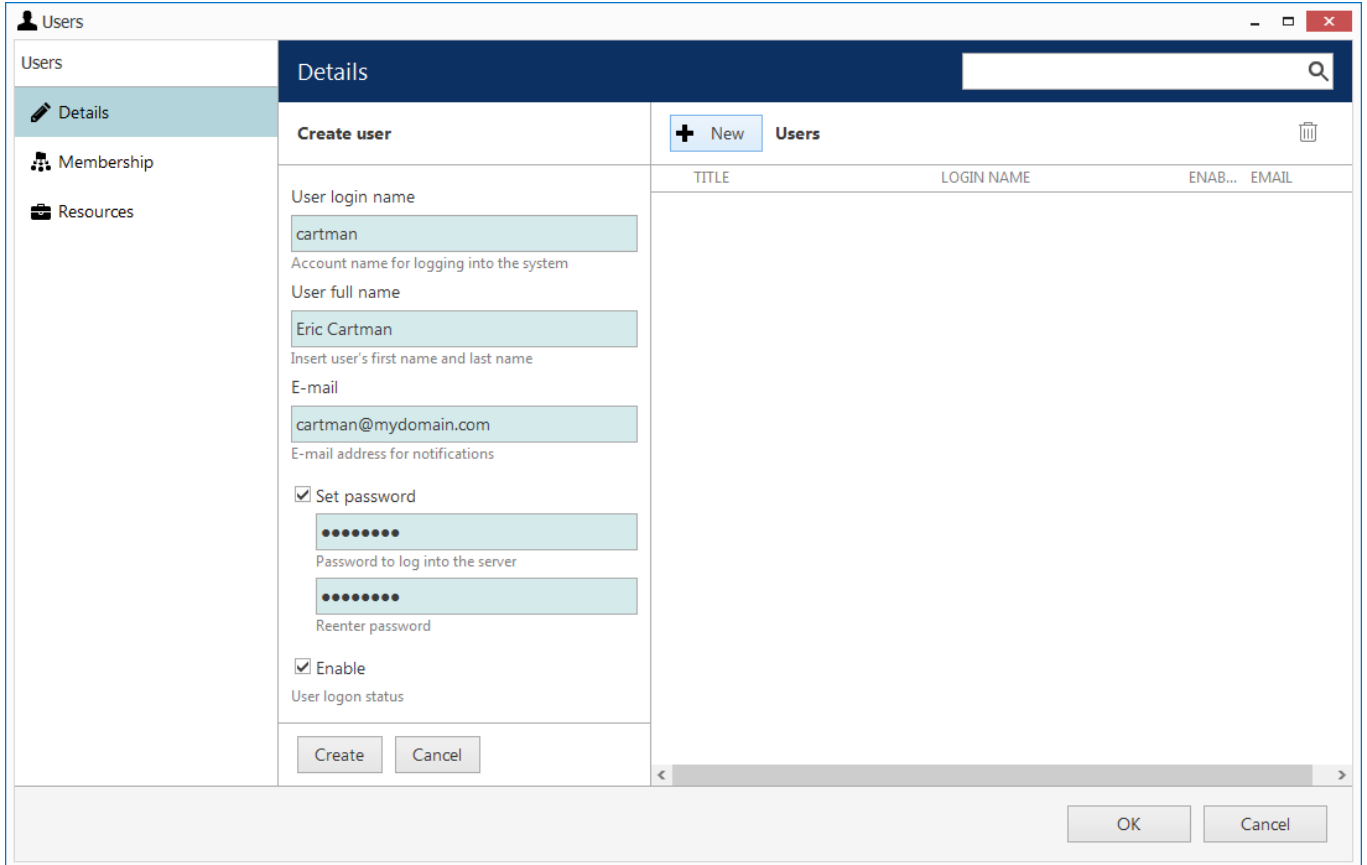 Users
Users
Details
Membership
Resources
Details
Create user
User login name
cartman
Account name for logging into the system
User full name
Eric Cartman
Insert user's first name and last name
E-mail
cartman@mydomain.com
E-mail address for notifications
Set password
●●●●●●●●
Password to log into the server
●●●●●●●●
Reenter password
Enable
User logon status
Create Cancel
New Users
TITLE LOGIN NAME ENAB... EMAIL
OK Cancel